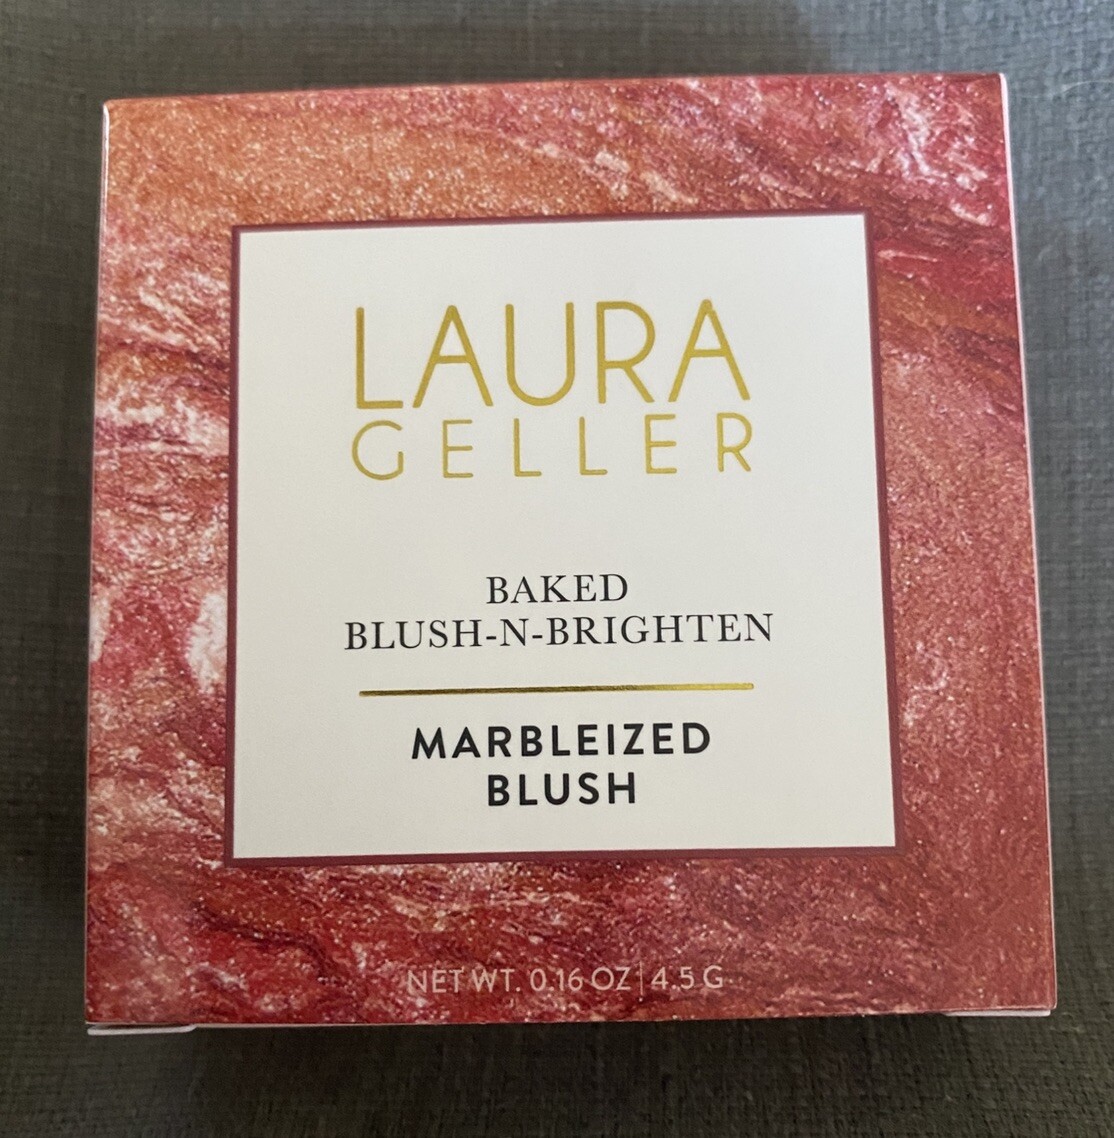 LAURA
GELLER
BAKED
BLUSH-N-BRIGHTEN
MARBLEIZED
BLUSH
NET WT. 0.16 OZ | 4.5 G